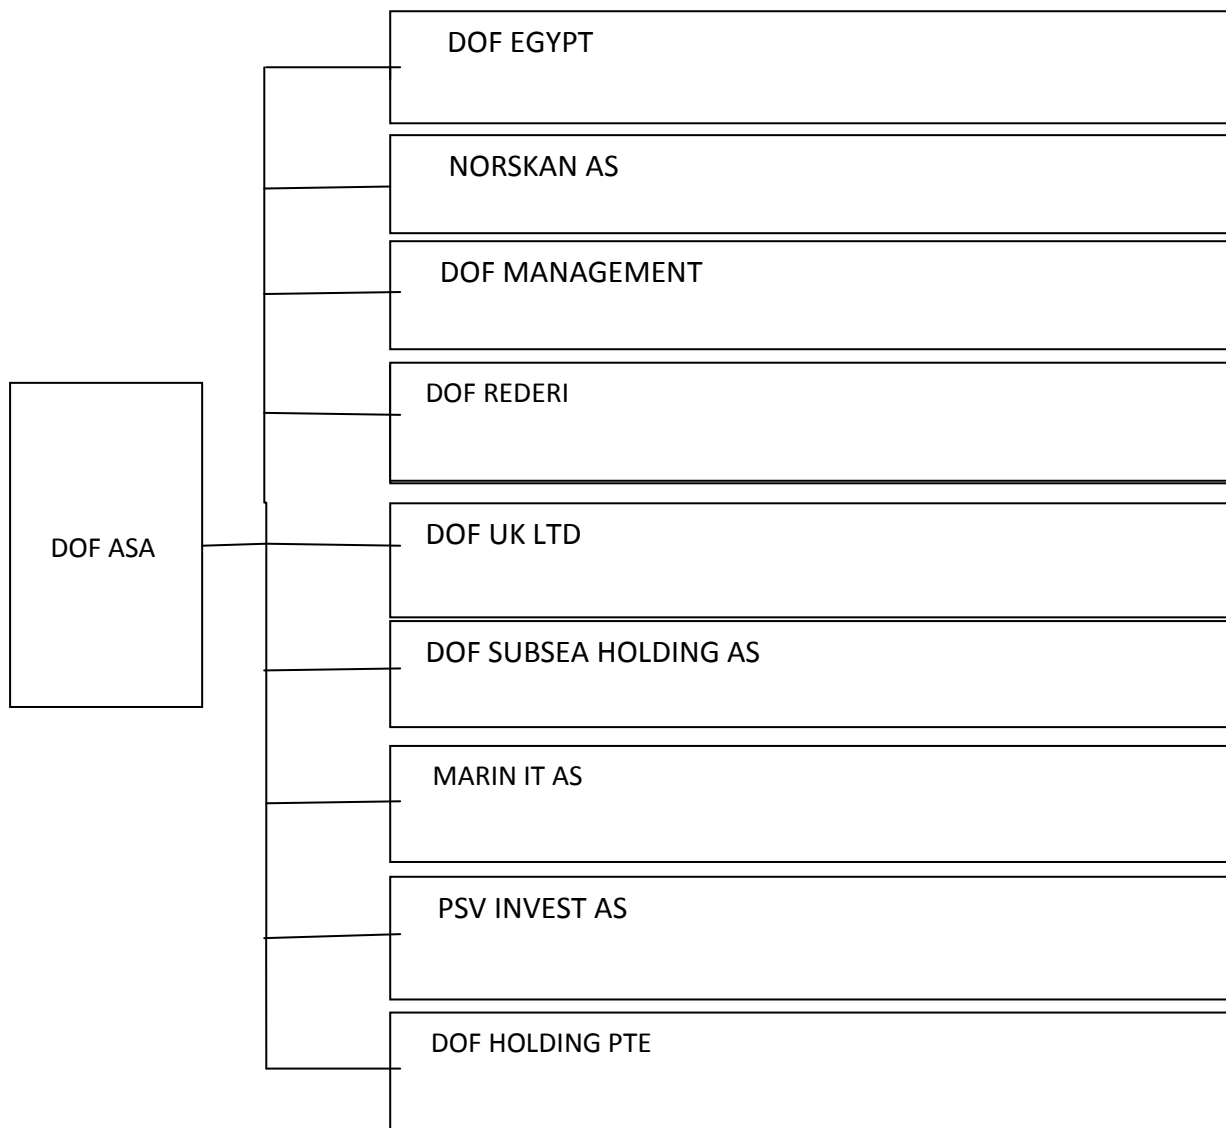 DOF EGYPT
NORSKAN AS
DOF MANAGEMENT
DOF REDERI
DOF ASA
DOF UK LTD
DOF SUBSEA HOLDING AS
MARIN IT AS
PSV INVEST AS
DOF HOLDING PTE